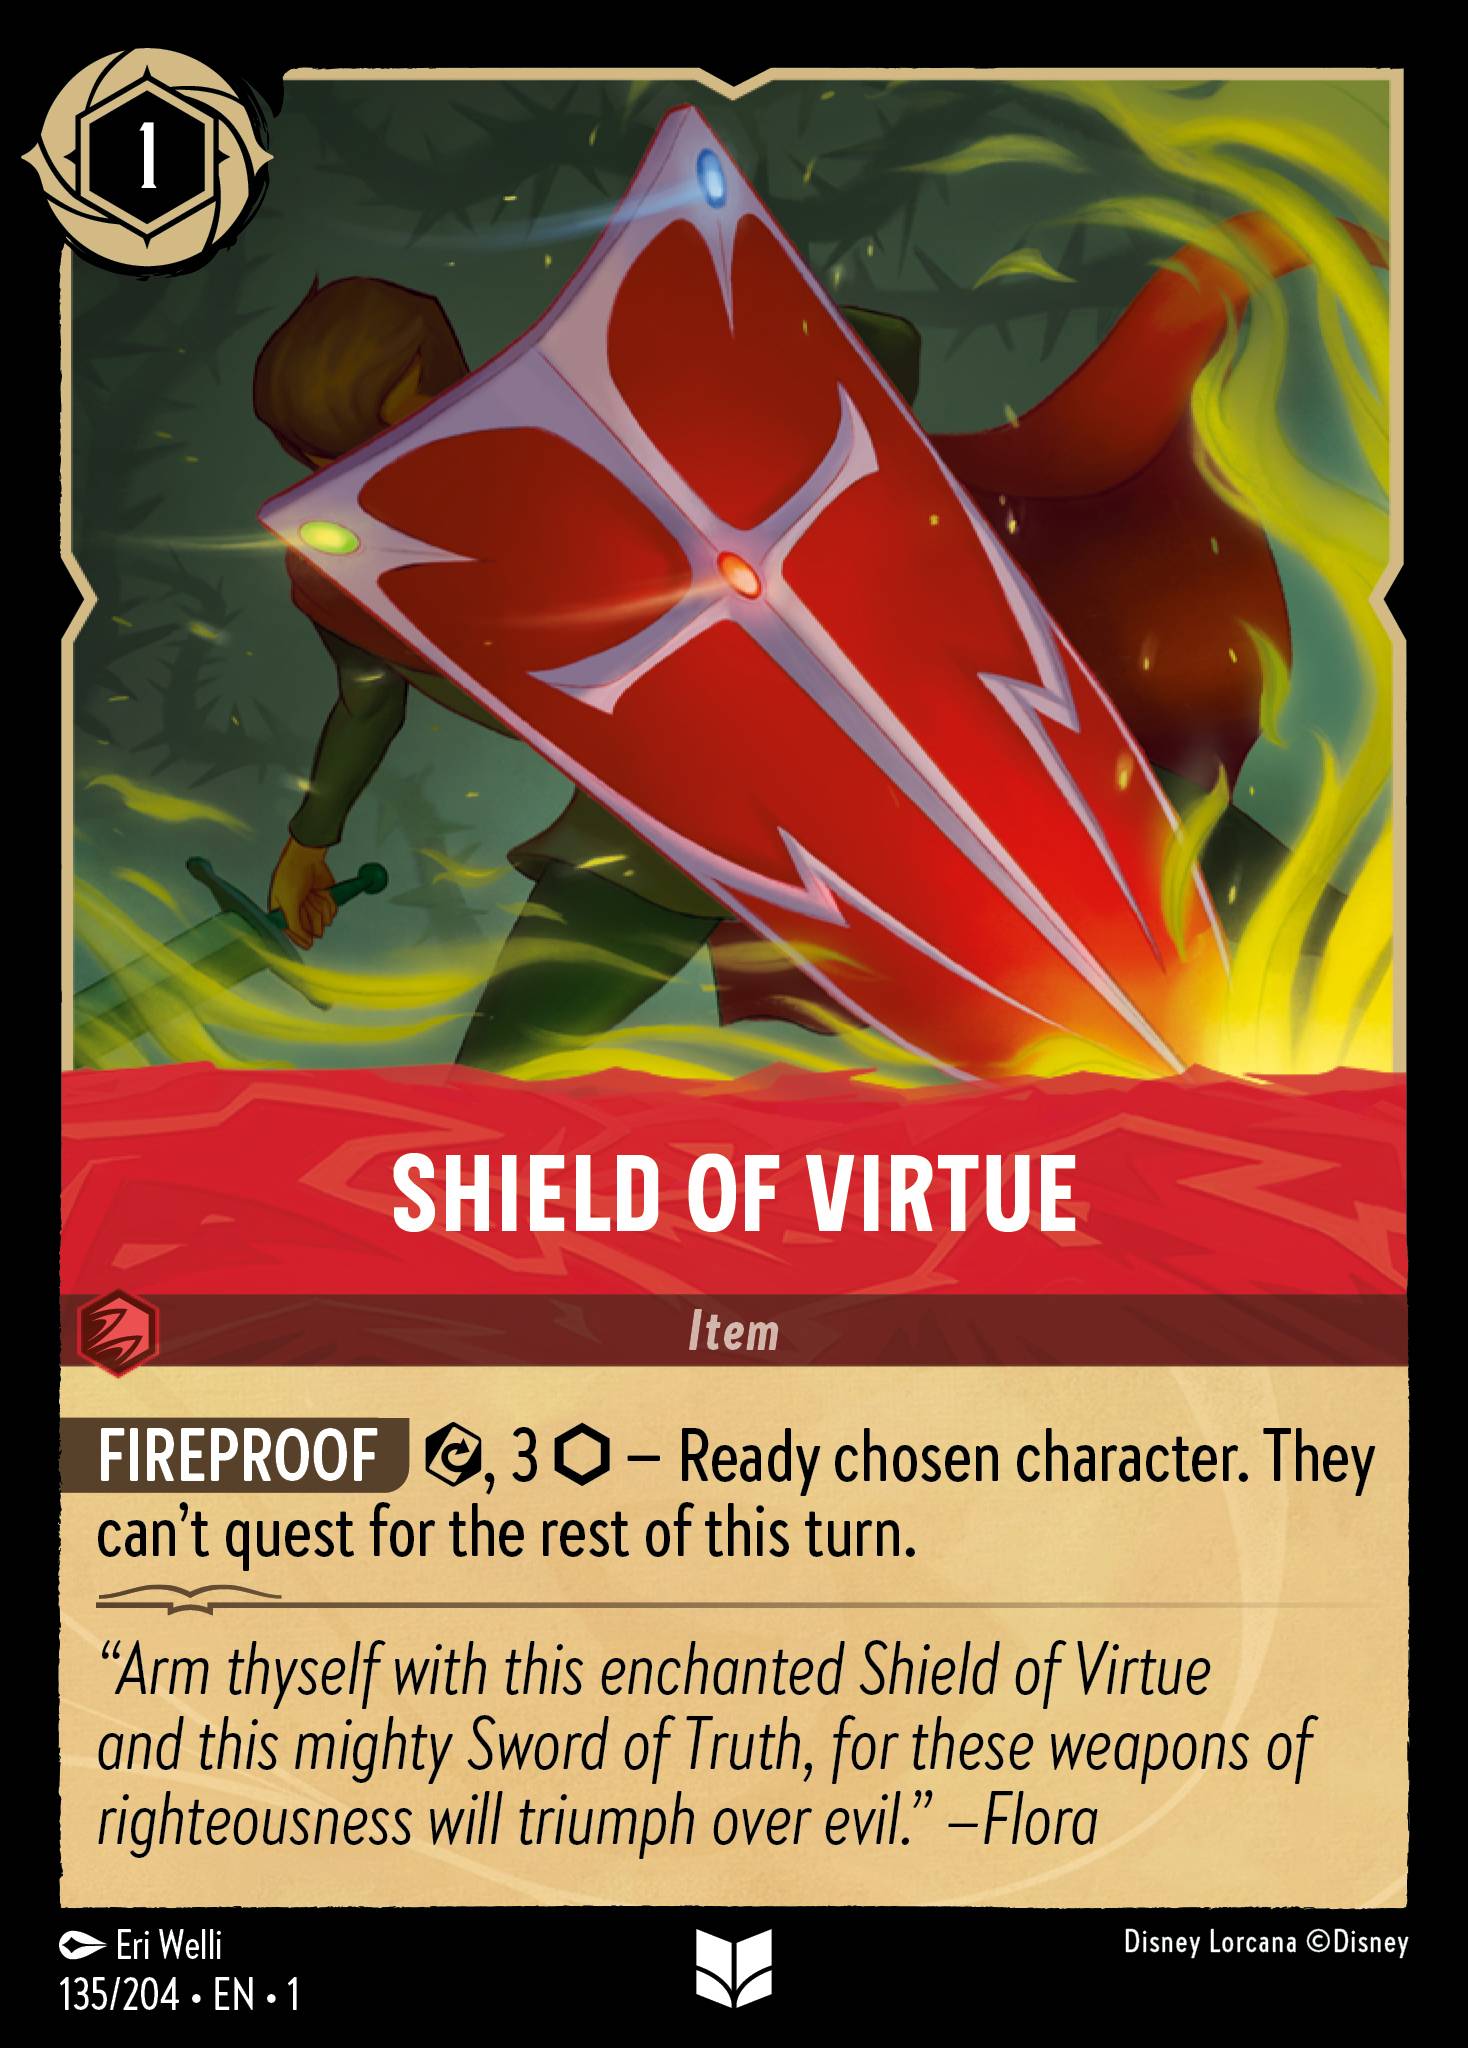 1
SHIELD OF VIRTUE
Item
FIREPROOF , 3 – Ready chosen character. They
can’t quest for the rest of this turn.
“Arm thyself with this enchanted Shield of Virtue
and this mighty Sword of Truth, for these weapons of
righteousness will triumph over evil.” –Flora
Eri Welli
Disney Lorcana ©Disney
135/204 • EN • 1